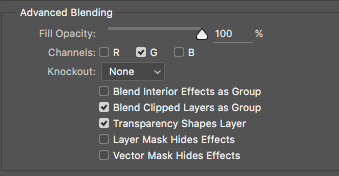 Advanced Blending
Fill Opacity: 100 %
Channels: R G B
Knockout: None
Blend Interior Effects as Group
Blend Clipped Layers as Group
Transparency Shapes Layer
Layer Mask Hides Effects
Vector Mask Hides Effects